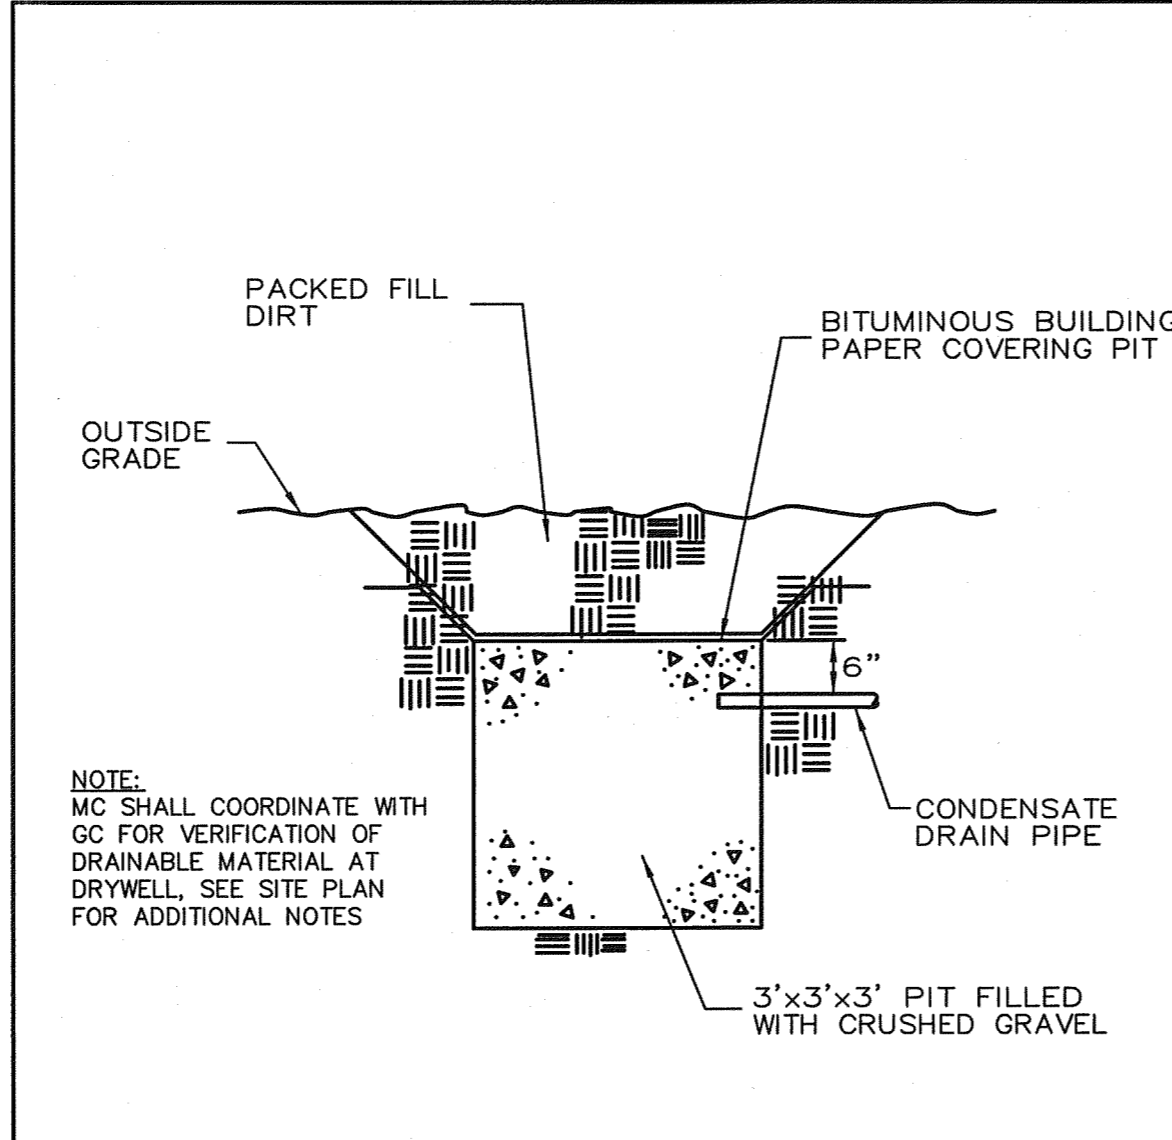 PACKED FILL
DIRT
BITUMINOUS BUILDING
PAPER COVERING PIT
OUTSIDE
GRADE
6"
NOTE:
MC SHALL COORDINATE WITH
GC FOR VERIFICATION OF
DRAINABLE MATERIAL AT
DRYWELL, SEE SITE PLAN
FOR ADDITIONAL NOTES
CONDENSATE
DRAIN PIPE
3'x3'x3' PIT FILLED
WITH CRUSHED GRAVEL